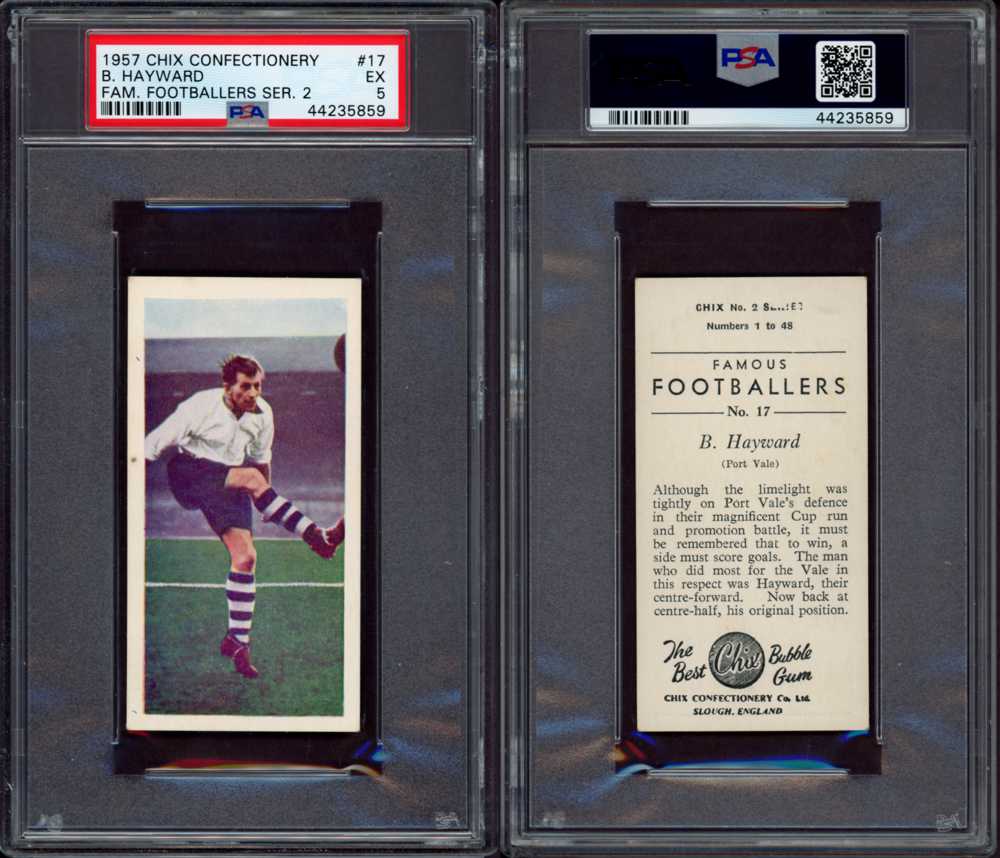 1957 CHIX CONFECTIONERY #17
B. HAYWARD EX
FAM. FOOTBALLERS SER. 2 5
PSA 44235859
PSA
44235859
CHIX No. 2
Numbers 1 to 48
FAMOUS
FOOTBALLERS
No. 17
B. Hayward
(Port Vale)
Although the limelight was
tightly on Port Vale's defence
in their magnificent Cup run
and promotion battle, it must
be remembered that to win, a
side must score goals. The man
who did most for the Vale in
this respect was Hayward, their
centre-forward. Now back at
centre-half, his original position.
The Best Chix Bubble Gum
CHIX CONFECTIONERY Co. Ltd.
SLOUGH, ENGLAND